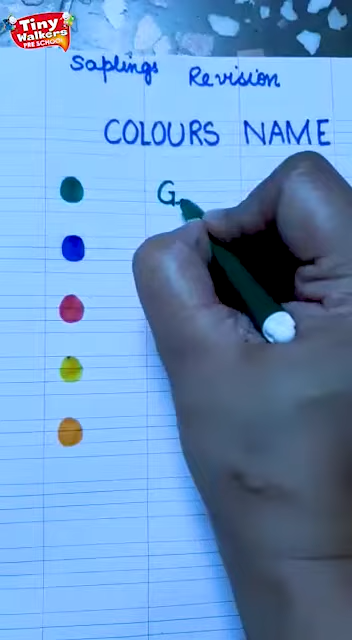 Tiny
Walkers
PRE SCHOOL
Saplings Revision
COLOURS NAME
G